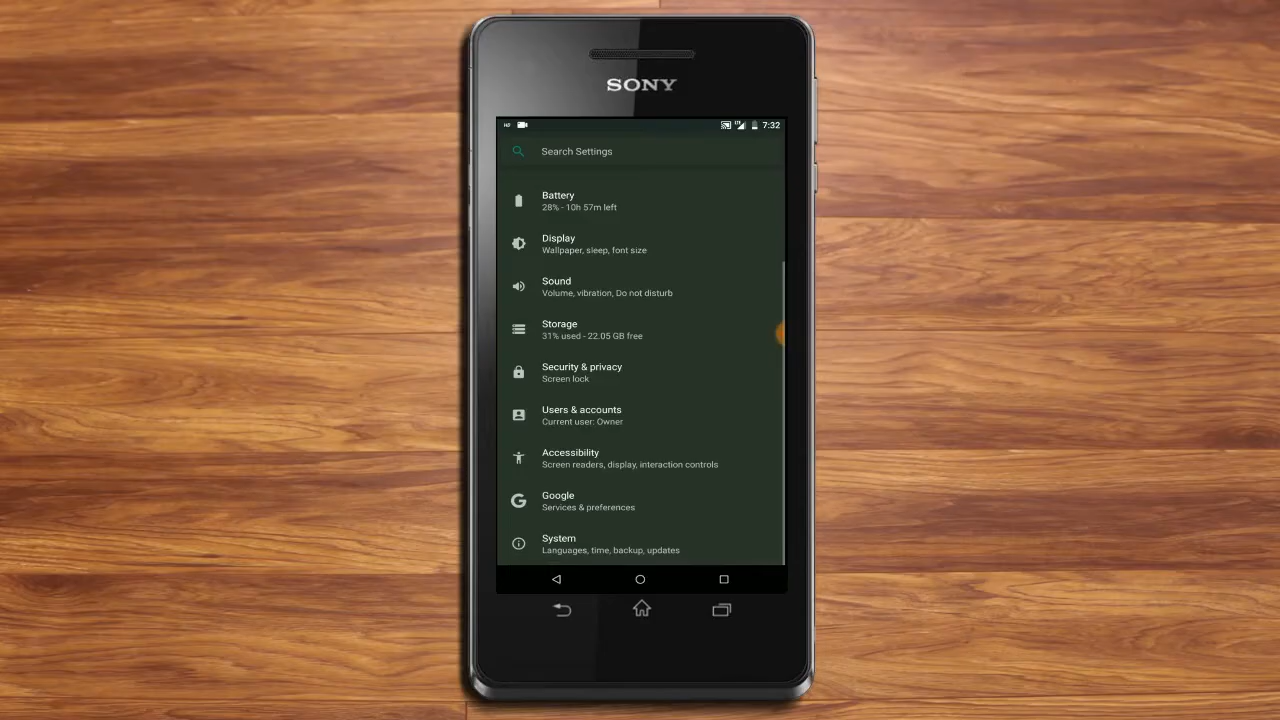 SONY
7:32
Search Settings
Battery
28% - 10h 57m left
Display
Wallpaper, sleep, font size
Sound
Volume, vibration, Do not disturb
Storage
31% used - 22.05 GB free
Security & privacy
Screen lock
Users & accounts
Current user: Owner
Accessibility
Screen readers, display, interaction controls
Google
Services & preferences
System
Languages, time, backup, updates